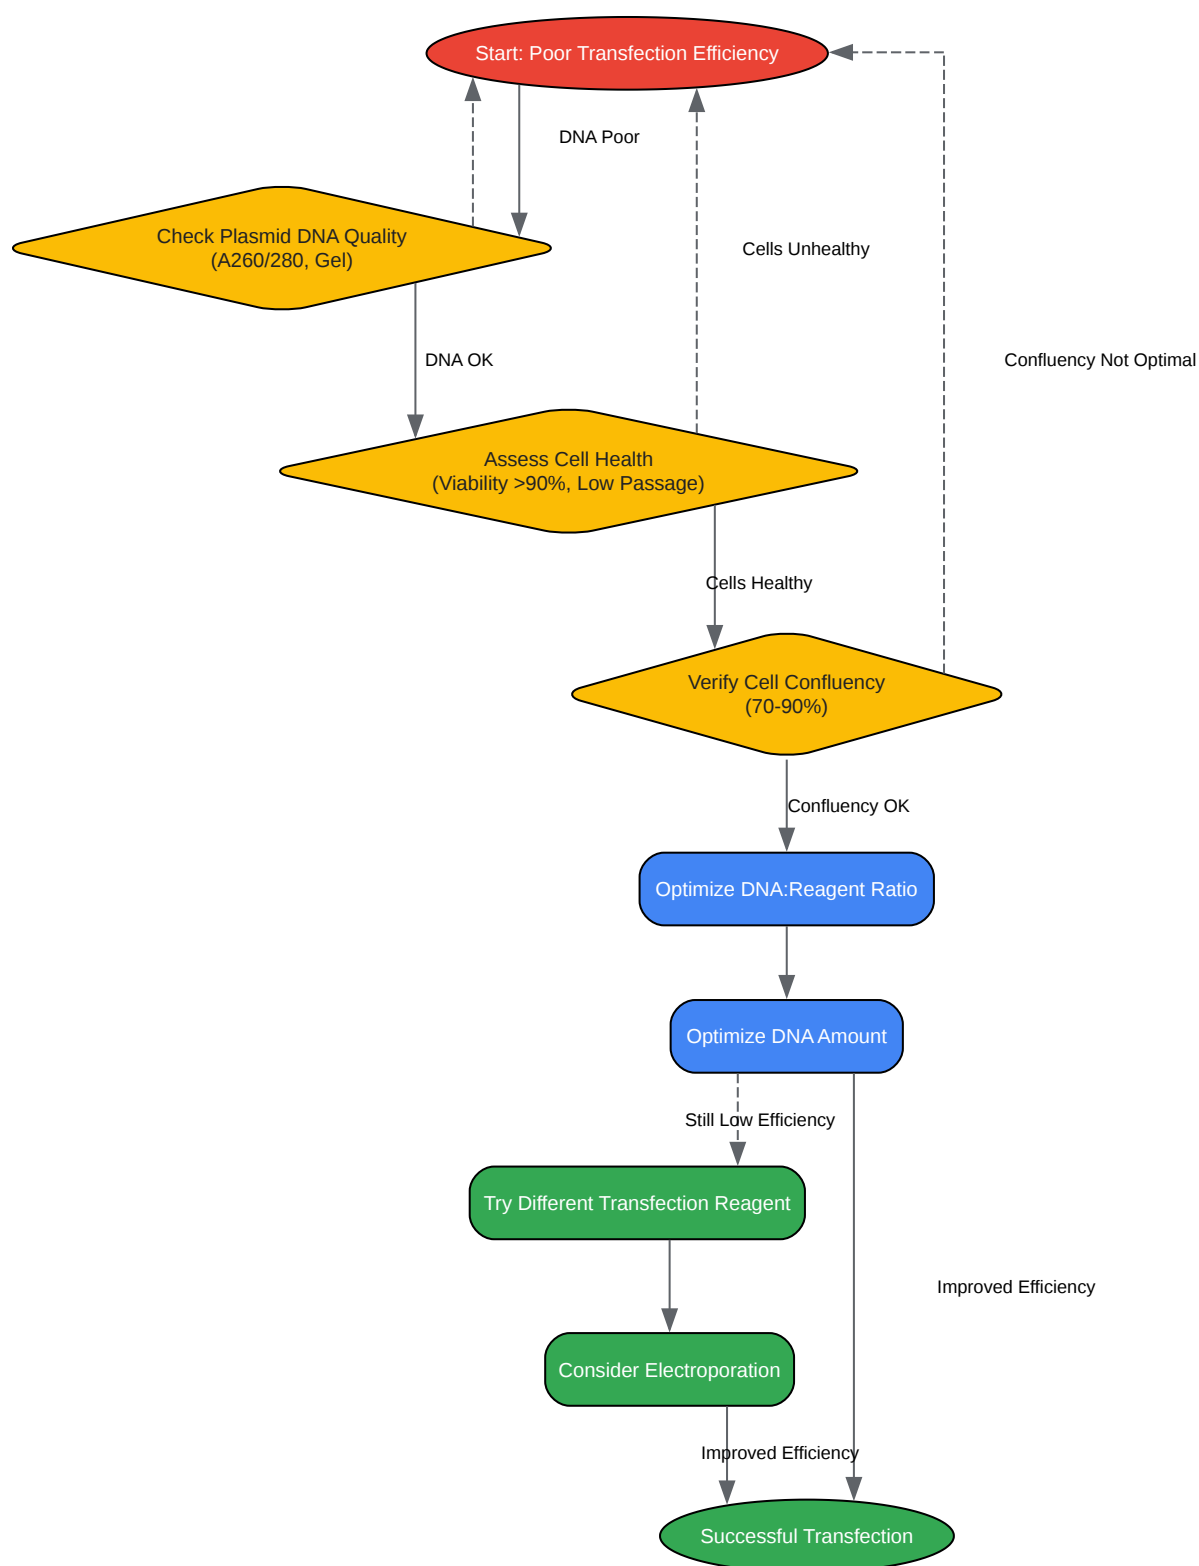 Start: Poor Transfection Efficiency
DNA Poor
Check Plasmid DNA Quality
(A260/280, Gel)
Cells Unhealthy
DNA OK
Confluency Not Optimal
Assess Cell Health
(Viability >90%, Low Passage)
Cells Healthy
Verify Cell Confluency
(70-90%)
Confluency OK
Optimize DNA:Reagent Ratio
Optimize DNA Amount
Still Low Efficiency
Try Different Transfection Reagent
Improved Efficiency
Consider Electroporation
Improved Efficiency
Successful Transfection